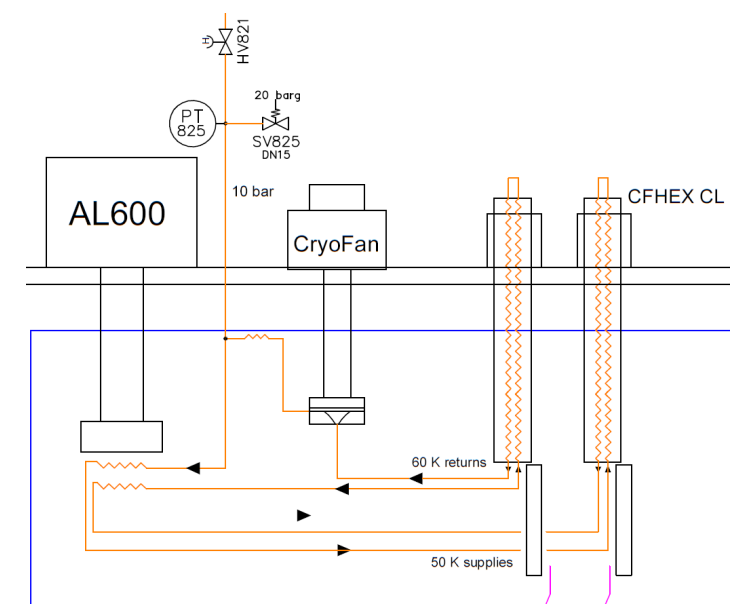 H
HV821
20 barg
PT
825
SV825
DN15
10 bar
AL600
CryoFan
CFHEX CL
60 K returns
50 K supplies